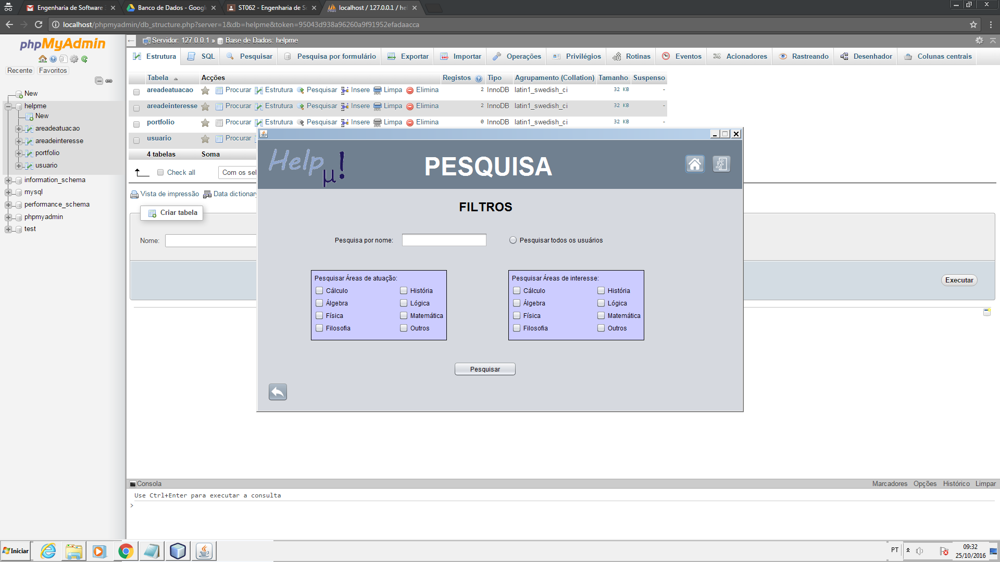 Engenharia de Software
Banco de Dados - Googl
ST062 - Engenharia de So
localhost / 127.0.0.1 / hel
localhost/phpmyadmin/db_structure.php?server=1&db=helpme&token=95043d938a96260a9f91952efadaacca
phpMyAdmin
Recente Favoritos
New
helpme
New
areadeatuacao
areadeinteresse
portfolio
usuario
information_schema
mysql
performance_schema
phpmyadmin
test
Servidor: 127.0.0.1 » Base de Dados: helpme
Estrutura SQL Pesquisar Pesquisa por formulário Exportar Importar Operações Privilégios Rotinas Eventos Acionadores Rastreando Desenhador Colunas centrais
Tabela Acções Registos Tipo Agrupamento (Collation) Tamanho Suspenso
areadeatuacao Procurar Estrutura Pesquisar Insere Limpa Elimina 2 InnoDB latin1_swedish_ci 32 KB -
areadeinteresse Procurar Estrutura Pesquisar Insere Limpa Elimina 2 InnoDB latin1_swedish_ci 32 KB -
portfolio Procurar Estrutura Pesquisar Insere Limpa Elimina 0 InnoDB latin1_swedish_ci 32 KB -
usuario Procurar
4 tabelas Soma
Check all Com os sel
Vista de impressão Data dictionary
Criar tabela
Nome:
Executar
Help µ!
PESQUISA
FILTROS
Pesquisa por nome: Pesquisar todos os usuários
Pesquisar Áreas de atuação:
Cálculo História
Álgebra Lógica
Física Matemática
Filosofia Outros
Pesquisar Áreas de interesse:
Cálculo História
Álgebra Lógica
Física Matemática
Filosofia Outros
Pesquisar
Consola Marcadores Opções Histórico Limpar
Use Ctrl+Enter para executar a consulta
>
Iniciar
PT
09:32
25/10/2016